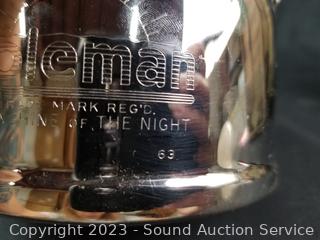 leman
MARK REG'D.
OF THE NIGHT
63
Copyright 2023 - Sound Auction Service